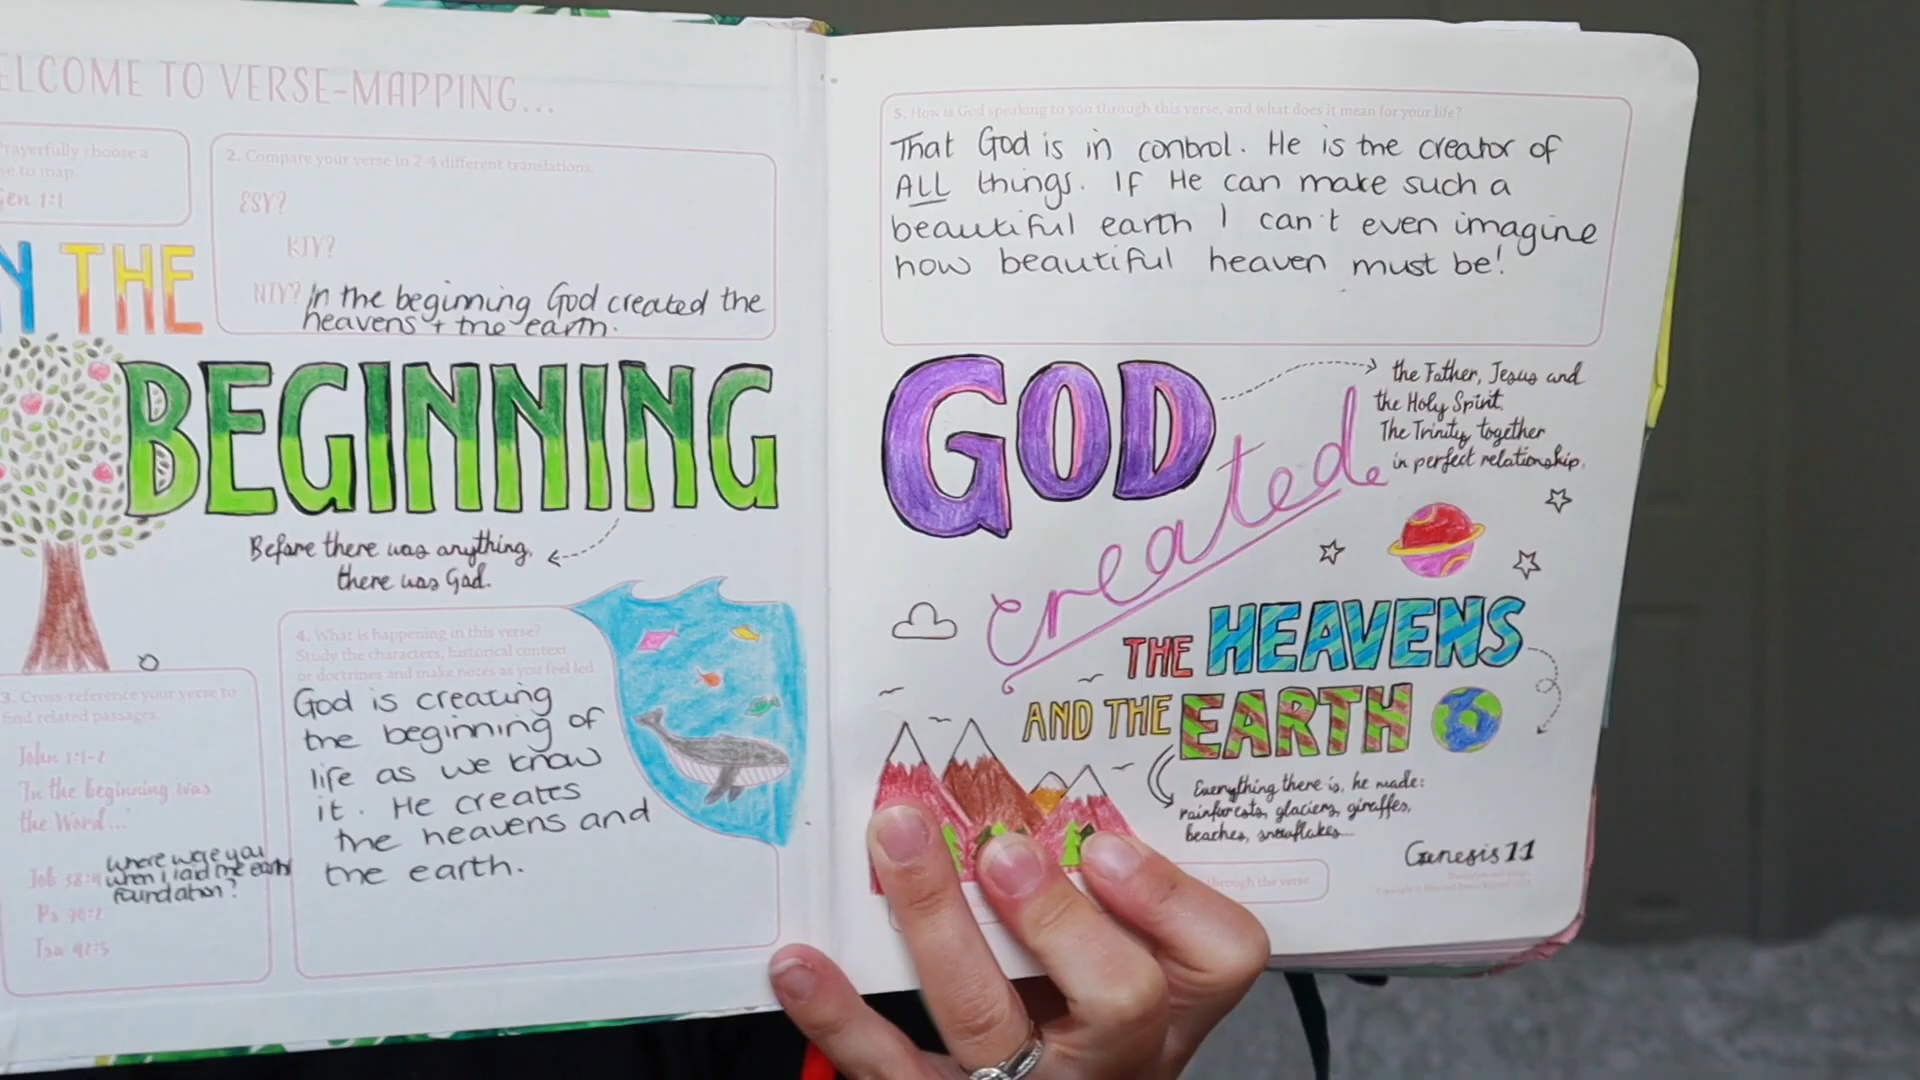 ELCOME TO VERSE-MAPPING...
Prayerfully choose a
se to map.
Gen 1:1
2. Compare your verse in 2-4 different translations.
ESV?
KJV?
NIV? In the beginning God created the
heavens + the earth.
THE
BEGINNING
Before there was anything,
there was God.
3. Cross-reference your verse to
find related passages.
John 1:1-2
'In the beginning was
the Word...'
Job 38:4 where were you
when I laid the earths
foundation?
Ps 90:2
Isa 42:5
4. What is happening in this verse?
Study the characters, historical context
or doctrines and make notes as you feel led.
God is creating
the beginning of
life as we know
it. He creates
the heavens and
the earth.
5. How is God speaking to you through this verse, and what does it mean for your life?
That God is in control. He is the creator of
ALL things. If He can make such a
beautiful earth I can't even imagine
how beautiful heaven must be!
GOD
the Father, Jesus and
the Holy Spirit.
The Trinity, together
in perfect relationship.
created
THE HEAVENS
AND THE EARTH
Everything there is, he made:
rainforests, glaciers, giraffes,
beaches, snowflakes...
Genesis 1:1
through the verse.